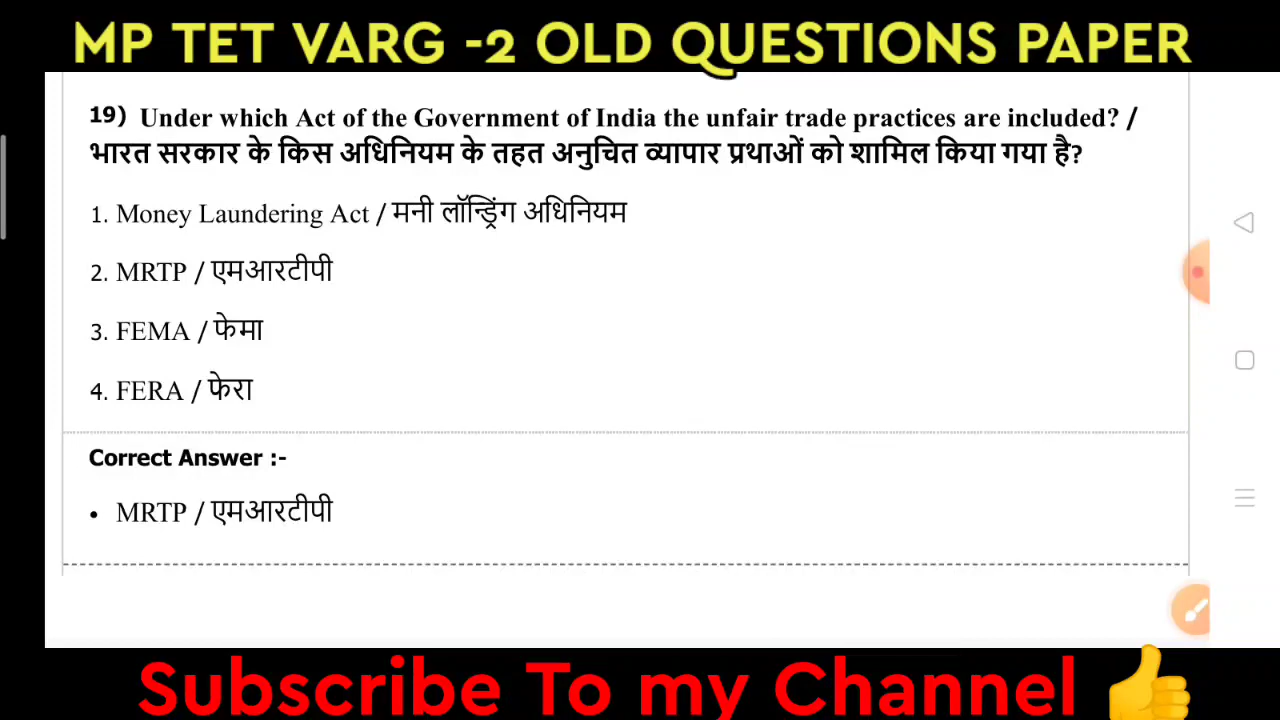 MP TET VARG -2 OLD QUESTIONS PAPER
19) Under which Act of the Government of India the unfair trade practices are included? /
भारत सरकार के किस अधिनियम के तहत अनुचित व्यापार प्रथाओं को शामिल किया गया है?
1. Money Laundering Act / मनी लॉन्ड्रिंग अधिनियम
2. MRTP / एमआरटीपी
3. FEMA / फेमा
4. FERA / फेरा
Correct Answer :-
• MRTP / एमआरटीपी
Subscribe To my Channel